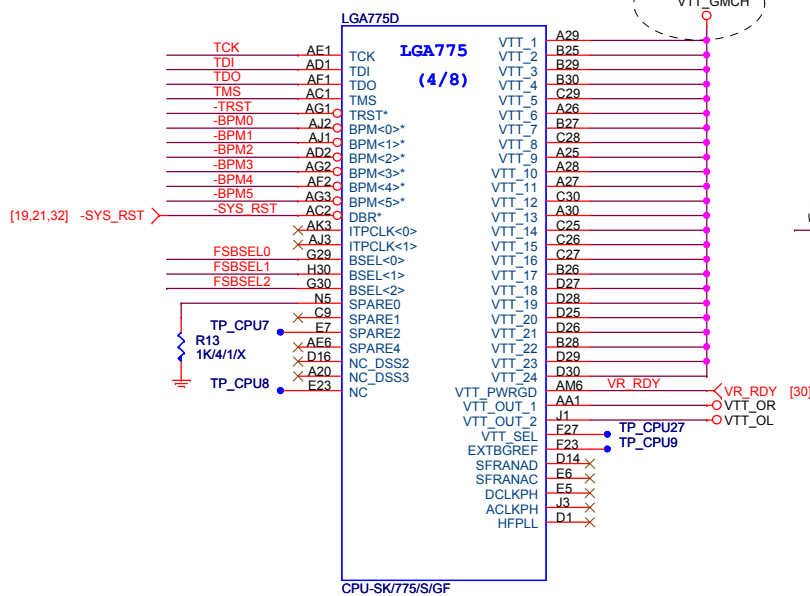 VTT_GMCH
LGA775D
LGA775
(4/8)
TCK AE1 TCK
TDI AD1 TDI
TDO AF1 TDO
TMS AC1 TMS
-TRST AG1 TRST*
-BPM0 AJ2 BPM<0>*
-BPM1 AJ1 BPM<1>*
-BPM2 AD2 BPM<2>*
-BPM3 AG2 BPM<3>*
-BPM4 AF2 BPM<4>*
-BPM5 AG3 BPM<5>*
[19,21,32] -SYS_RST -SYS_RST AC2 DBR*
AK3 ITPCLK<0>
AJ3 ITPCLK<1>
FSBSEL0 G29 BSEL<0>
FSBSEL1 H30 BSEL<1>
FSBSEL2 G30 BSEL<2>
N5 SPARE0
C9 SPARE1
TP_CPU7 E7 SPARE2
R13
1K/4/1/X
AE6 SPARE4
D16 NC_DSS2
A20 NC_DSS3
TP_CPU8 E23 NC
VTT_1 A29
VTT_2 B25
VTT_3 B29
VTT_4 B30
VTT_5 C29
VTT_6 A26
VTT_7 B27
VTT_8 C28
VTT_9 A25
VTT_10 A28
VTT_11 A27
VTT_12 C30
VTT_13 A30
VTT_14 C25
VTT_15 C26
VTT_16 C27
VTT_17 B26
VTT_18 D27
VTT_19 D28
VTT_20 D25
VTT_21 D26
VTT_22 B28
VTT_23 D29
VTT_24 D30
VTT_PWRGD AM6 VR_RDY VR_RDY [30]
VTT_OUT_1 AA1 VTT_OR
VTT_OUT_2 J1 VTT_OL
VTT_SEL F27 TP_CPU27
EXTBGREF F23 TP_CPU9
SFRANAD D14
SFRANAC E6
DCLKPH E5
ACLKPH J3
HFPLL D1
CPU-SK/775/S/GF